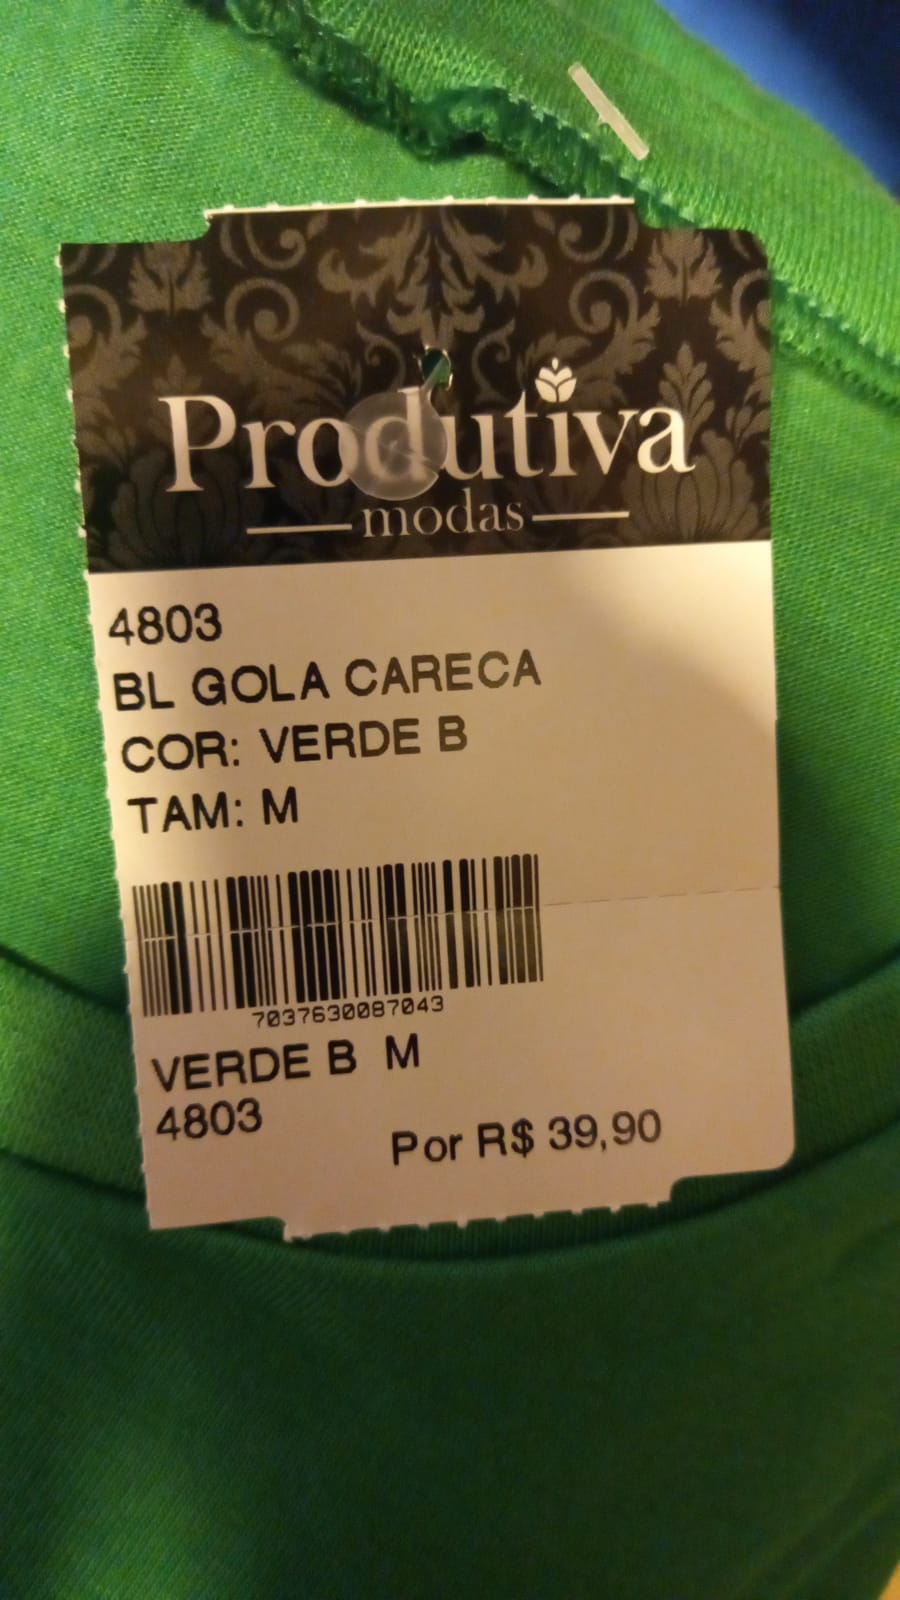 Produtiva
modas
4803
BL GOLA CARECA
COR: VERDE B
TAM: M
7037630087043
VERDE B M
4803
Por R$ 39,90